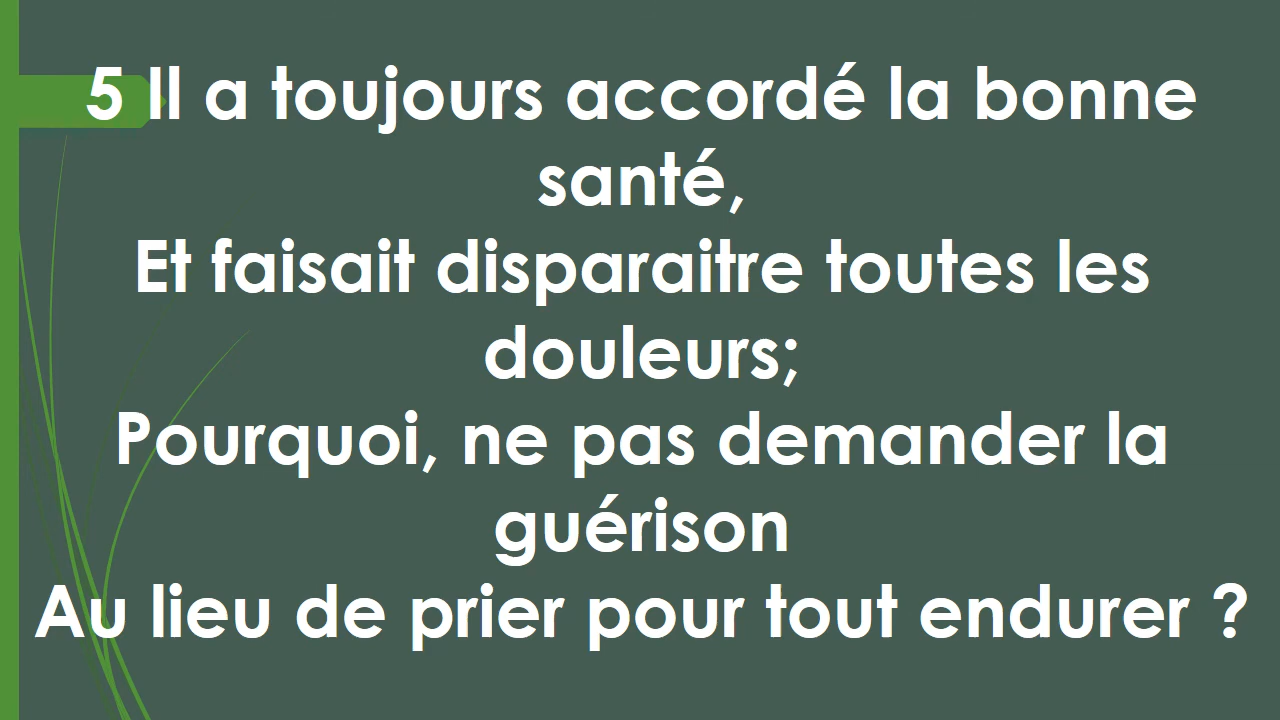 5 Il a toujours accordé la bonne
santé,
Et faisait disparaitre toutes les
douleurs;
Pourquoi, ne pas demander la
guérison
Au lieu de prier pour tout endurer ?